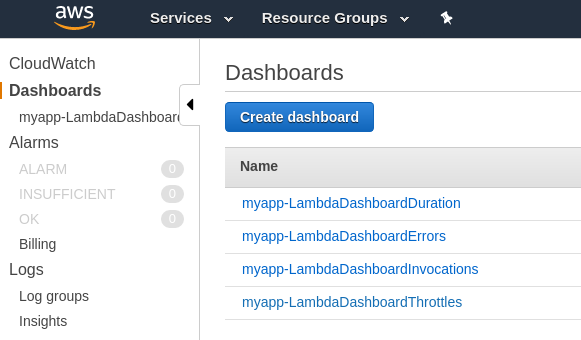 aws Services Resource Groups
CloudWatch
Dashboards
myapp-LambdaDashboard
Alarms
ALARM 0
INSUFFICIENT 0
OK 0
Billing
Logs
Log groups
Insights
Dashboards
Create dashboard
Name
myapp-LambdaDashboardDuration
myapp-LambdaDashboardErrors
myapp-LambdaDashboardInvocations
myapp-LambdaDashboardThrottles